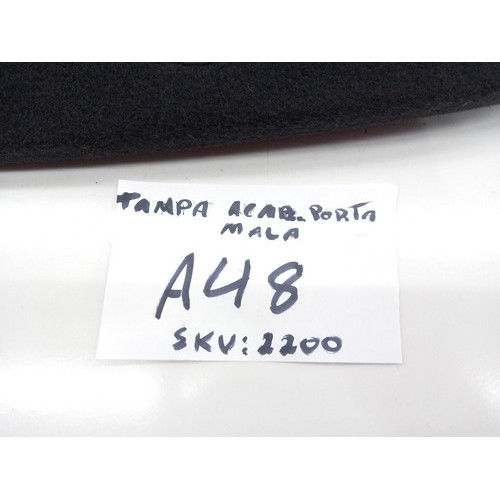 TAMPA ACAB. PORTA
MALA
A48
SKU: 2200